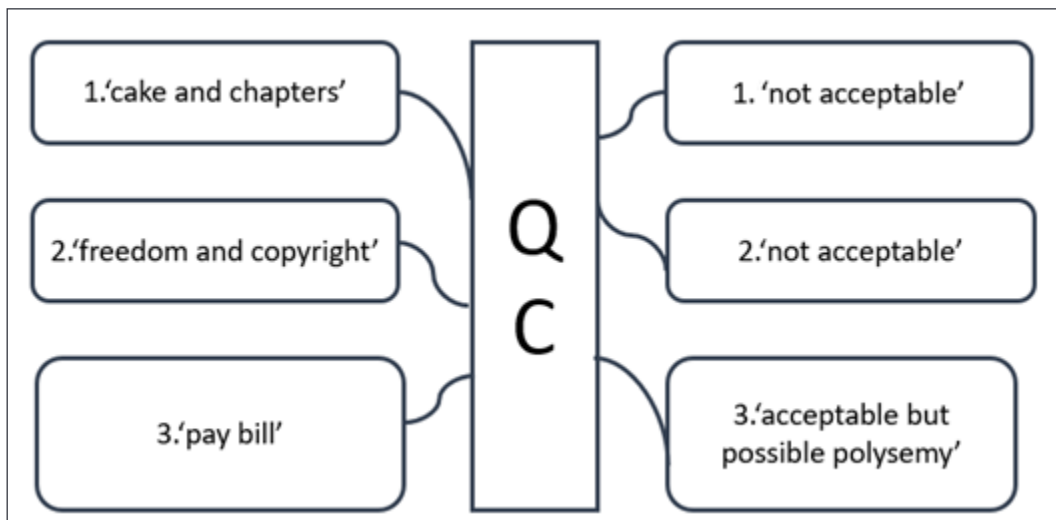 1.‘cake and chapters’
2.‘freedom and copyright’
3.‘pay bill’
Q
C
1. ‘not acceptable’
2.‘not acceptable’
3.‘acceptable but
possible polysemy’